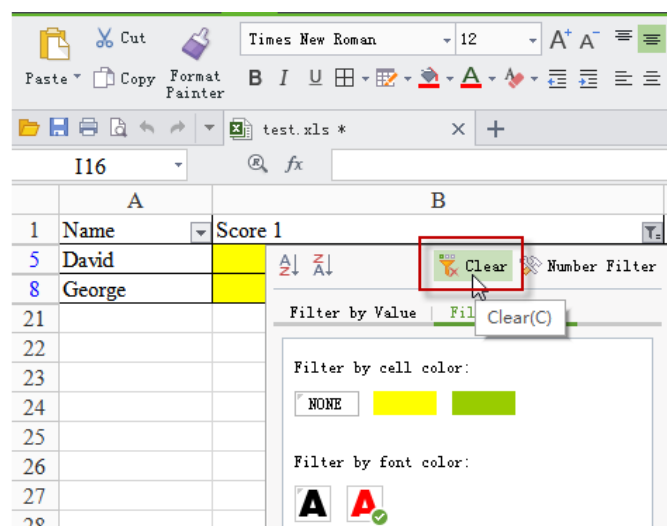 Cut
Times New Roman 12 A+ A-
Paste Copy Format Painter B I U A
test.xls *
I16 fx
A B
1 Name Score 1
5 David
8 George
21
22
23
24
25
26
27
28
Clear Number Filter
Clear(C)
Filter by Value Fil
Filter by cell color:
NONE
Filter by font color:
A A